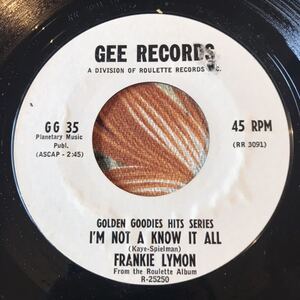 GEE RECORDS
A DIVISION OF ROULETTE RECORDS INC.
GG 35
Planetary Music
Publ.
(ASCAP - 2:45)
45 RPM
(RR 3091)
GOLDEN GOODIES HITS SERIES
I'M NOT A KNOW IT ALL
(Kaye-Spielman)
FRANKIE LYMON
From the Roulette Album
R-25250